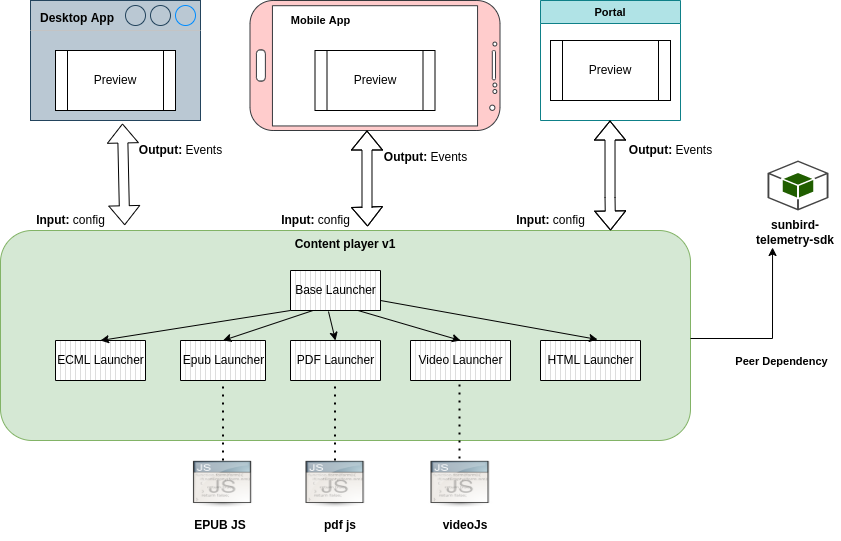 Desktop App
Mobile App
Portal
Preview
Preview
Preview
Output: Events
Output: Events
Output: Events
Input: config
Input: config
Input: config
sunbird-
telemetry-sdk
Content player v1
Base Launcher
ECML Launcher
Epub Launcher
PDF Launcher
Video Launcher
HTML Launcher
Peer Dependency
JS
JS
JS
JS
JS
JS
EPUB JS
pdf js
videoJs